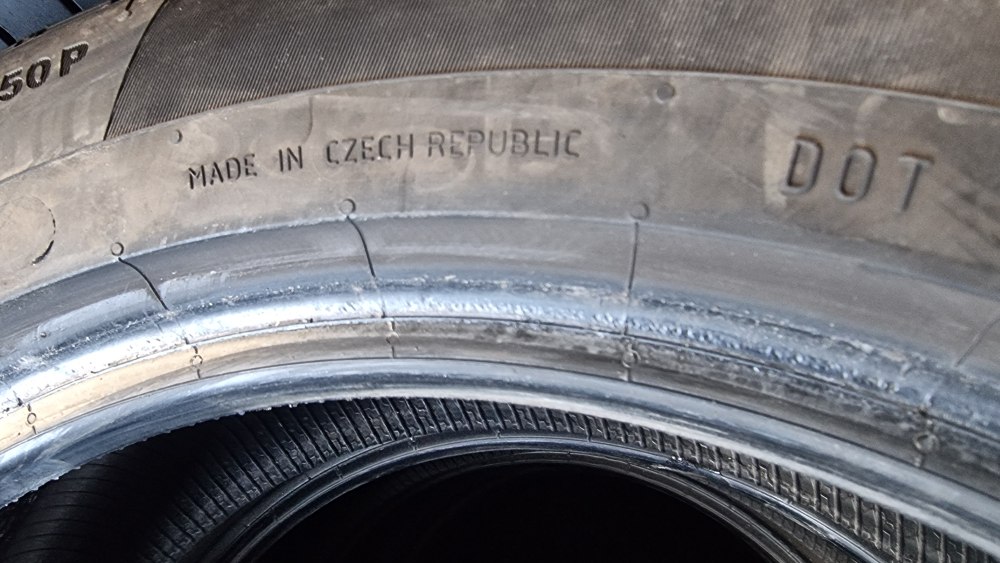 50P
MADE IN CZECH REPUBLIC
DOT